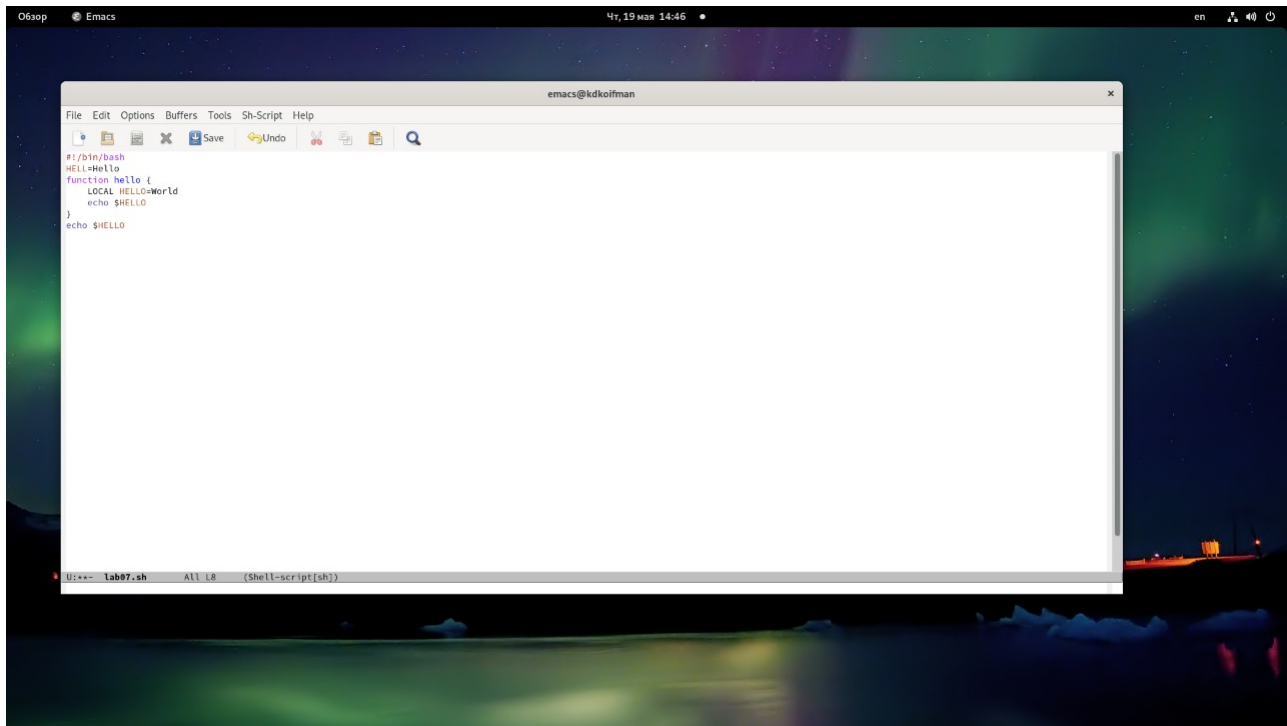 Обзор Emacs Чт, 19 мая 14:46 en
emacs@kdkoifman
File Edit Options Buffers Tools Sh-Script Help
Save Undo
#!/bin/bash
HELL=Hello
function hello {
    LOCAL HELLO=World
    echo $HELLO
}
echo $HELLO
U:**- lab07.sh All L8 (Shell-script[sh])